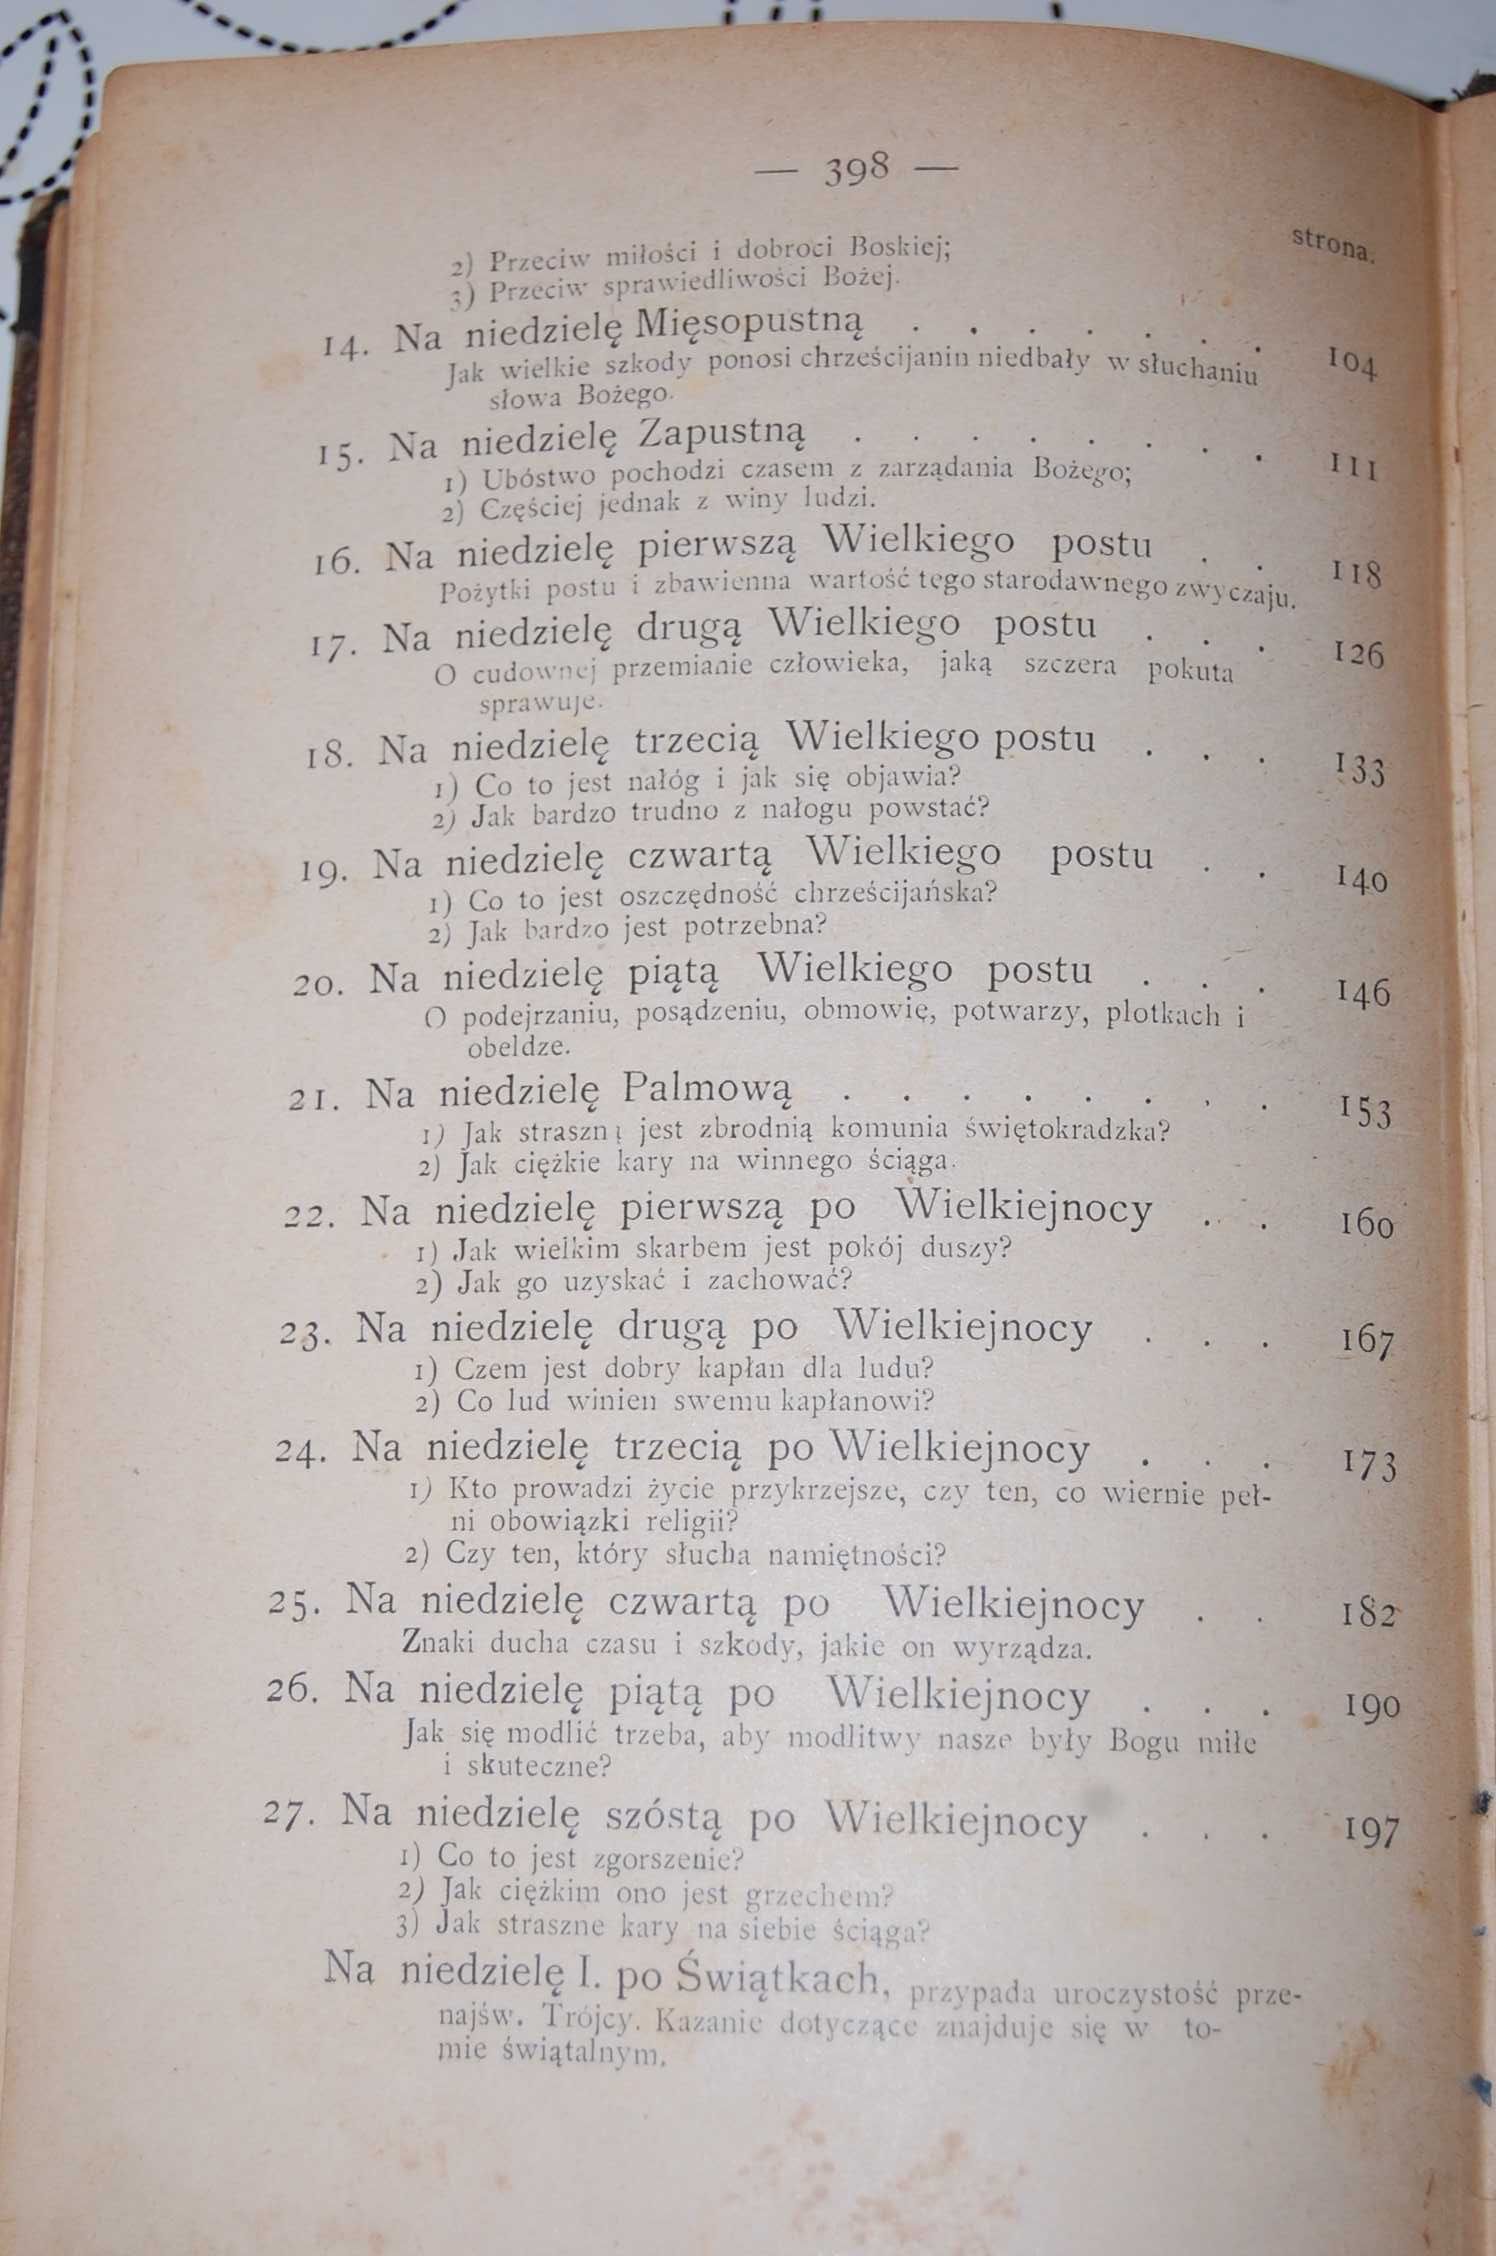 — 398 —
strona.
2) Przeciw miłości i dobroci Boskiej;
3) Przeciw sprawiedliwości Bożej.
14. Na niedzielę Mięsopustną . . . . . . . 104
Jak wielkie szkody ponosi chrześcijanin niedbały w słuchaniu
słowa Bożego.
15. Na niedzielę Zapustną . . . . . . . . 111
1) Ubóstwo pochodzi czasem z zarządania Bożego;
2) Częściej jednak z winy ludzi.
16. Na niedzielę pierwszą Wielkiego postu . . 118
Pożytki postu i zbawienna wartość tego starodawnego zwyczaju.
17. Na niedzielę drugą Wielkiego postu . . . 126
O cudownej przemianie człowieka, jaką szczera pokuta
sprawuje.
18. Na niedzielę trzecią Wielkiego postu . . . 133
1) Co to jest nałóg i jak się objawia?
2) Jak bardzo trudno z nałogu powstać?
19. Na niedzielę czwartą Wielkiego postu . . 140
1) Co to jest oszczędność chrześcijańska?
2) Jak bardzo jest potrzebna?
20. Na niedzielę piątą Wielkiego postu . . . 146
O podejrzaniu, posądzeniu, obmowię, potwarzy, plotkach i
obeldze.
21. Na niedzielę Palmową . . . . . . . . 153
1) Jak straszną jest zbrodnią komunia świętokradzka?
2) Jak ciężkie kary na winnego ściąga.
22. Na niedzielę pierwszą po Wielkiejnocy . . 160
1) Jak wielkim skarbem jest pokój duszy?
2) Jak go uzyskać i zachować?
23. Na niedzielę drugą po Wielkiejnocy . . . 167
1) Czem jest dobry kapłan dla ludu?
2) Co lud winien swemu kapłanowi?
24. Na niedzielę trzecią po Wielkiejnocy . . . 173
1) Kto prowadzi życie przykrzejsze, czy ten, co wiernie peł-
ni obowiązki religii?
2) Czy ten, który słucha namiętności?
25. Na niedzielę czwartą po Wielkiejnocy . . 182
Znaki ducha czasu i szkody, jakie on wyrządza.
26. Na niedzielę piątą po Wielkiejnocy . . . 190
Jak się modlić trzeba, aby modlitwy nasze były Bogu miłe
i skuteczne?
27. Na niedzielę szóstą po Wielkiejnocy . . . 197
1) Co to jest zgorszenie?
2) Jak ciężkim ono jest grzechem?
3) Jak straszne kary na siebie ściąga?
Na niedzielę I. po Świątkach, przypada uroczystość prze-
najśw. Trójcy. Kazanie dotyczące znajduje się w to-
mie świątalnym.